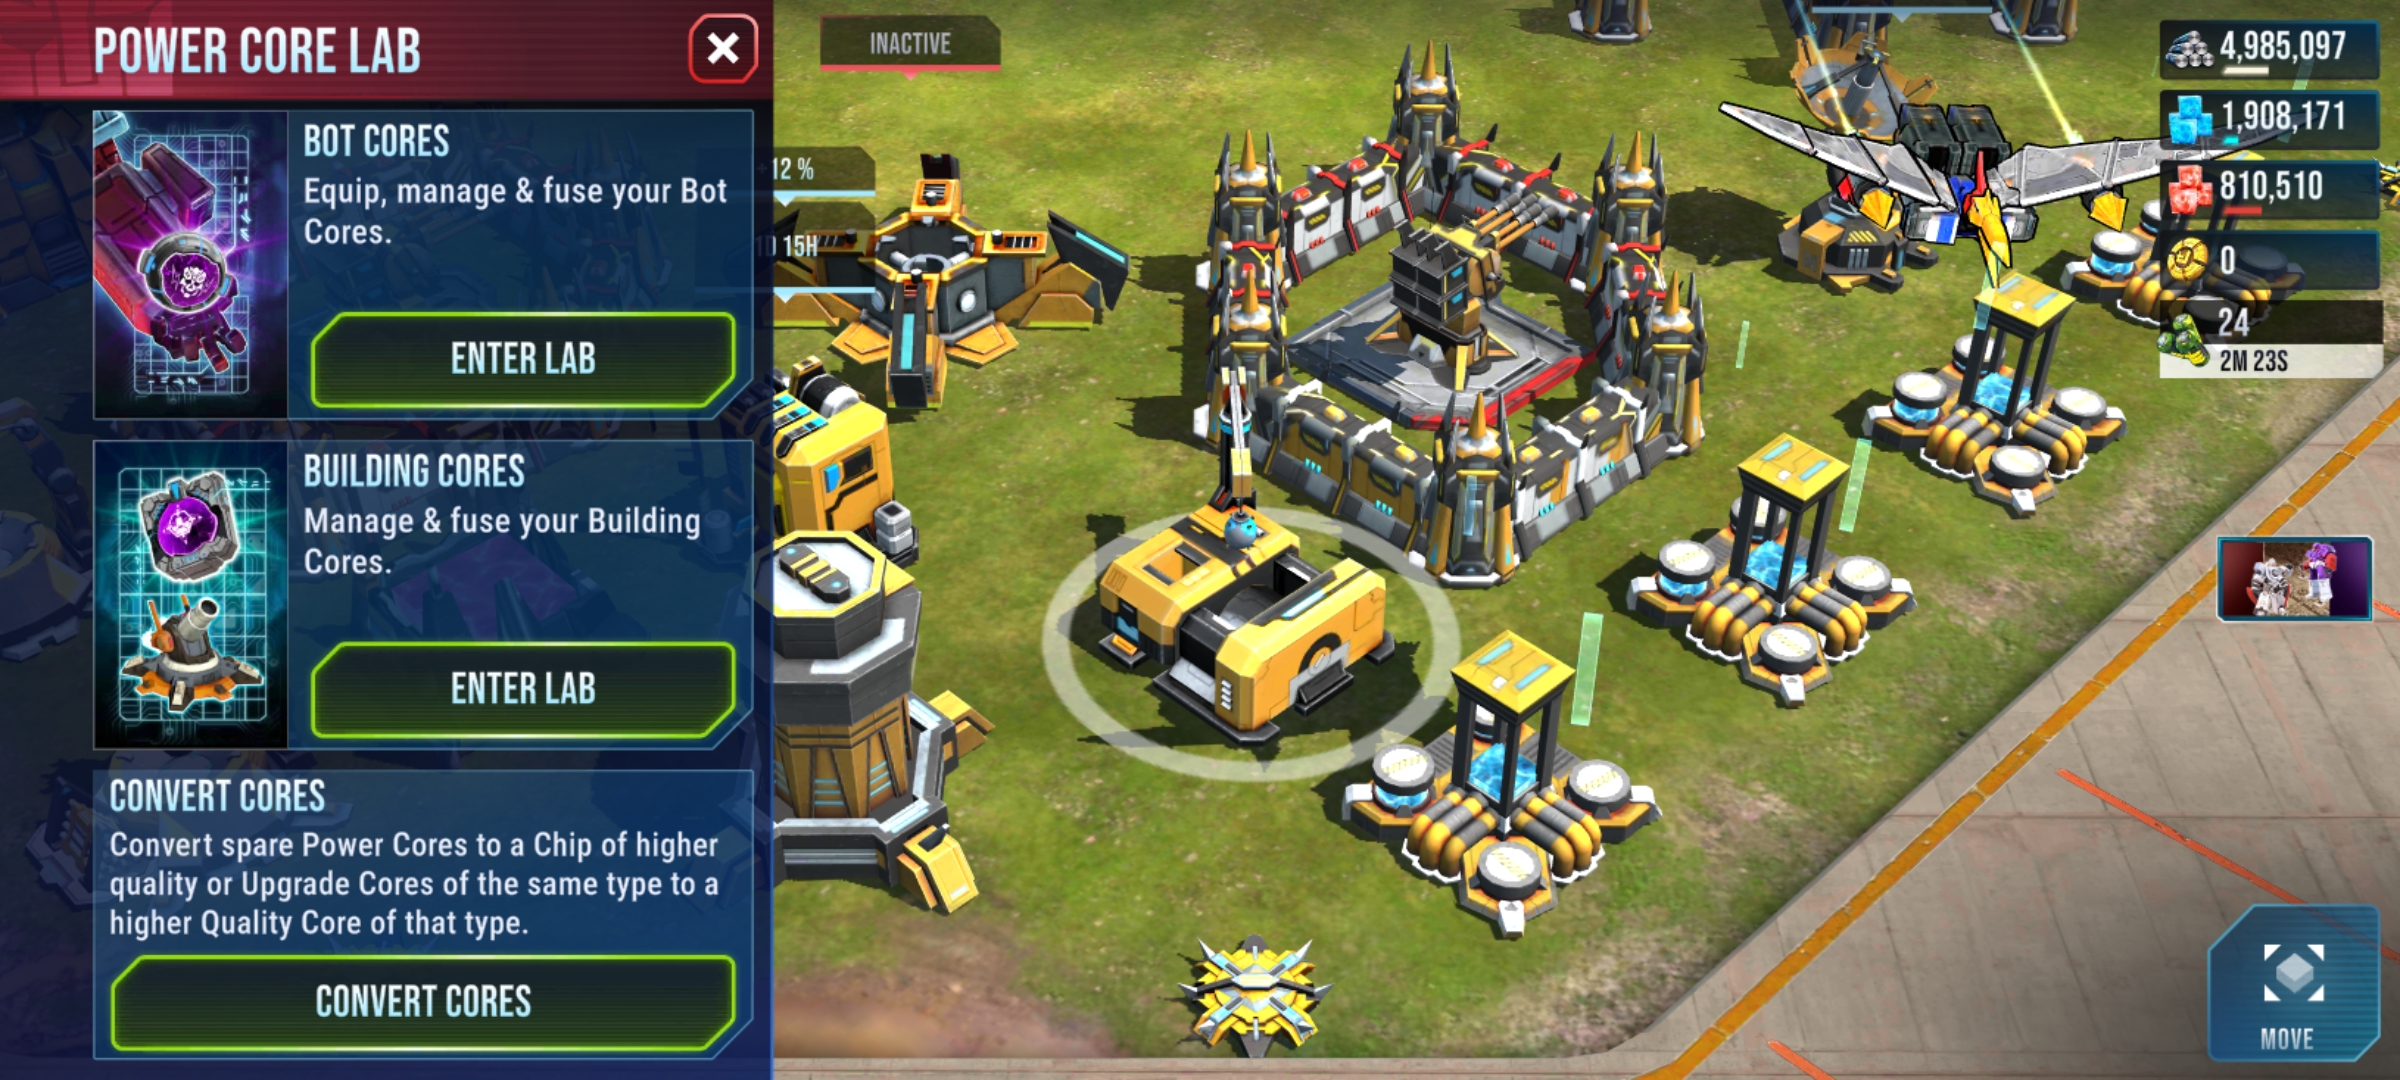 POWER CORE LAB
INACTIVE
4,985,097
1,908,171
810,510
0
24
2M 23S
BOT CORES
Equip, manage & fuse your Bot
Cores.
ENTER LAB
12 %
1D 15H
BUILDING CORES
Manage & fuse your Building
Cores.
ENTER LAB
CONVERT CORES
Convert spare Power Cores to a Chip of higher
quality or Upgrade Cores of the same type to a
higher Quality Core of that type.
CONVERT CORES
MOVE